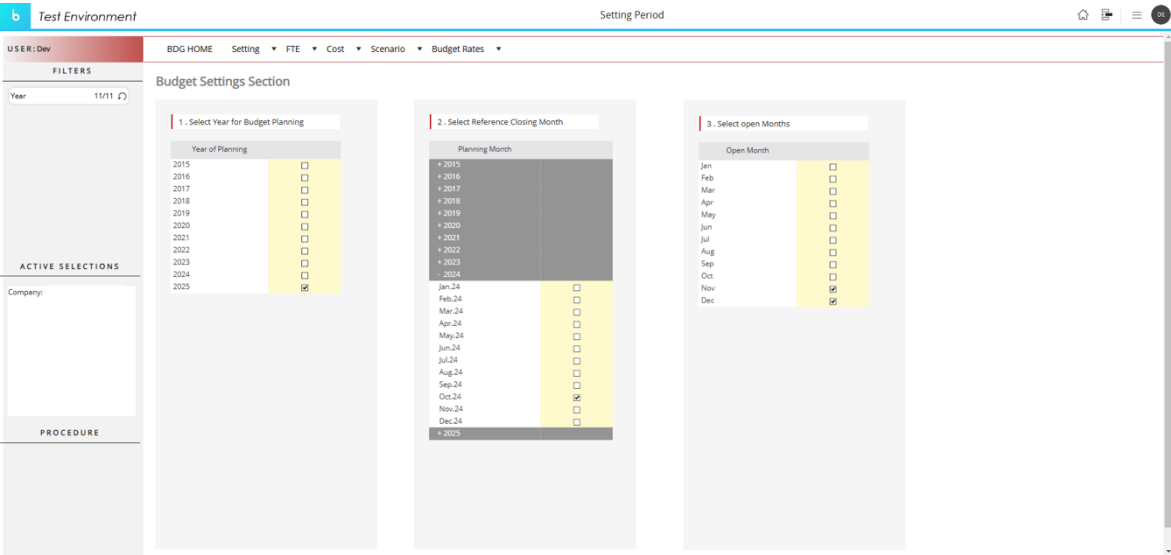 b Test Environment
Setting Period
DE
USER: Dev
BDG HOME Setting FTE Cost Scenario Budget Rates
FILTERS
Year 11/11
ACTIVE SELECTIONS
Company:
PROCEDURE
Budget Settings Section
1 . Select Year for Budget Planning
Year of Planning
2015
2016
2017
2018
2019
2020
2021
2022
2023
2024
2025
2 . Select Reference Closing Month
Planning Month
+ 2015
+ 2016
+ 2017
+ 2018
+ 2019
+ 2020
+ 2021
+ 2022
+ 2023
- 2024
Jan.24
Feb.24
Mar.24
Apr.24
May.24
Jun.24
Jul.24
Aug.24
Sep.24
Oct.24
Nov.24
Dec.24
+ 2025
3 . Select open Months
Open Month
Jan
Feb
Mar
Apr
May
Jun
Jul
Aug
Sep
Oct
Nov
Dec